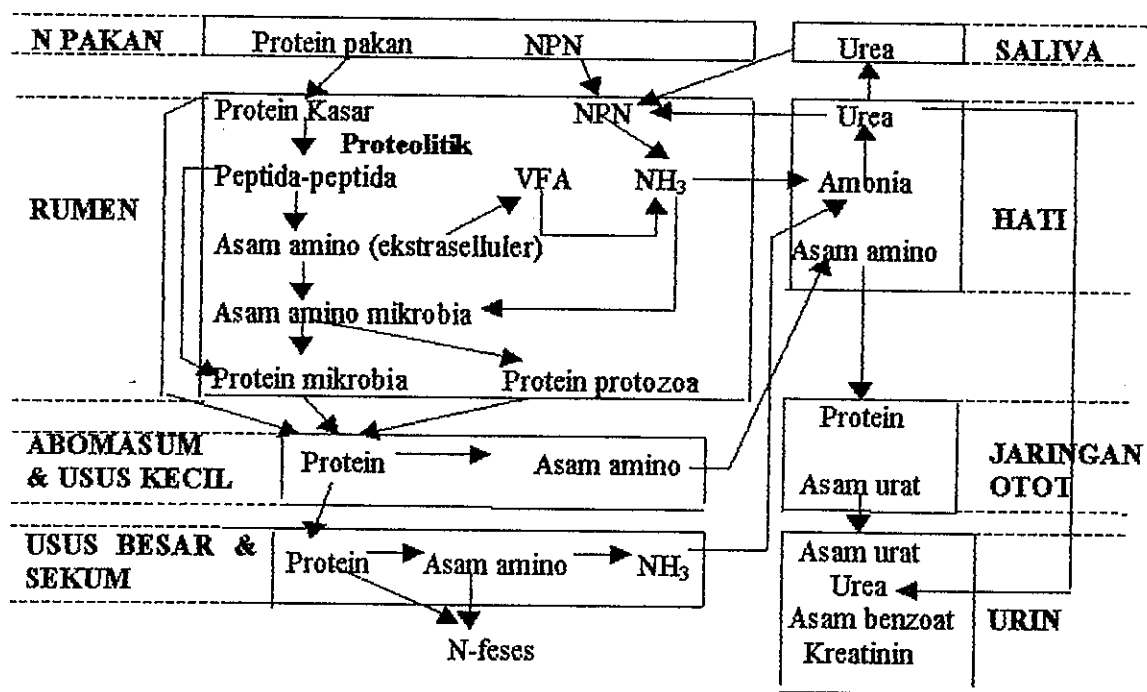 N PAKAN
Protein pakan NPN
Urea
SALIVA
RUMEN
Protein Kasar NPN
Proteolitik
Peptida-peptida VFA NH₃
Asam amino (ekstraselluler)
Asam amino mikrobia
Protein mikrobia Protein protozoa
Urea
Amonia
Asam amino
HATI
ABOMASUM
& USUS KECIL
Protein Asam amino
Protein
Asam urat
JARINGAN
OTOT
USUS BESAR &
SEKUM
Protein Asam amino NH₃
N-feses
Asam urat
Urea
Asam benzoat
Kreatinin
URIN